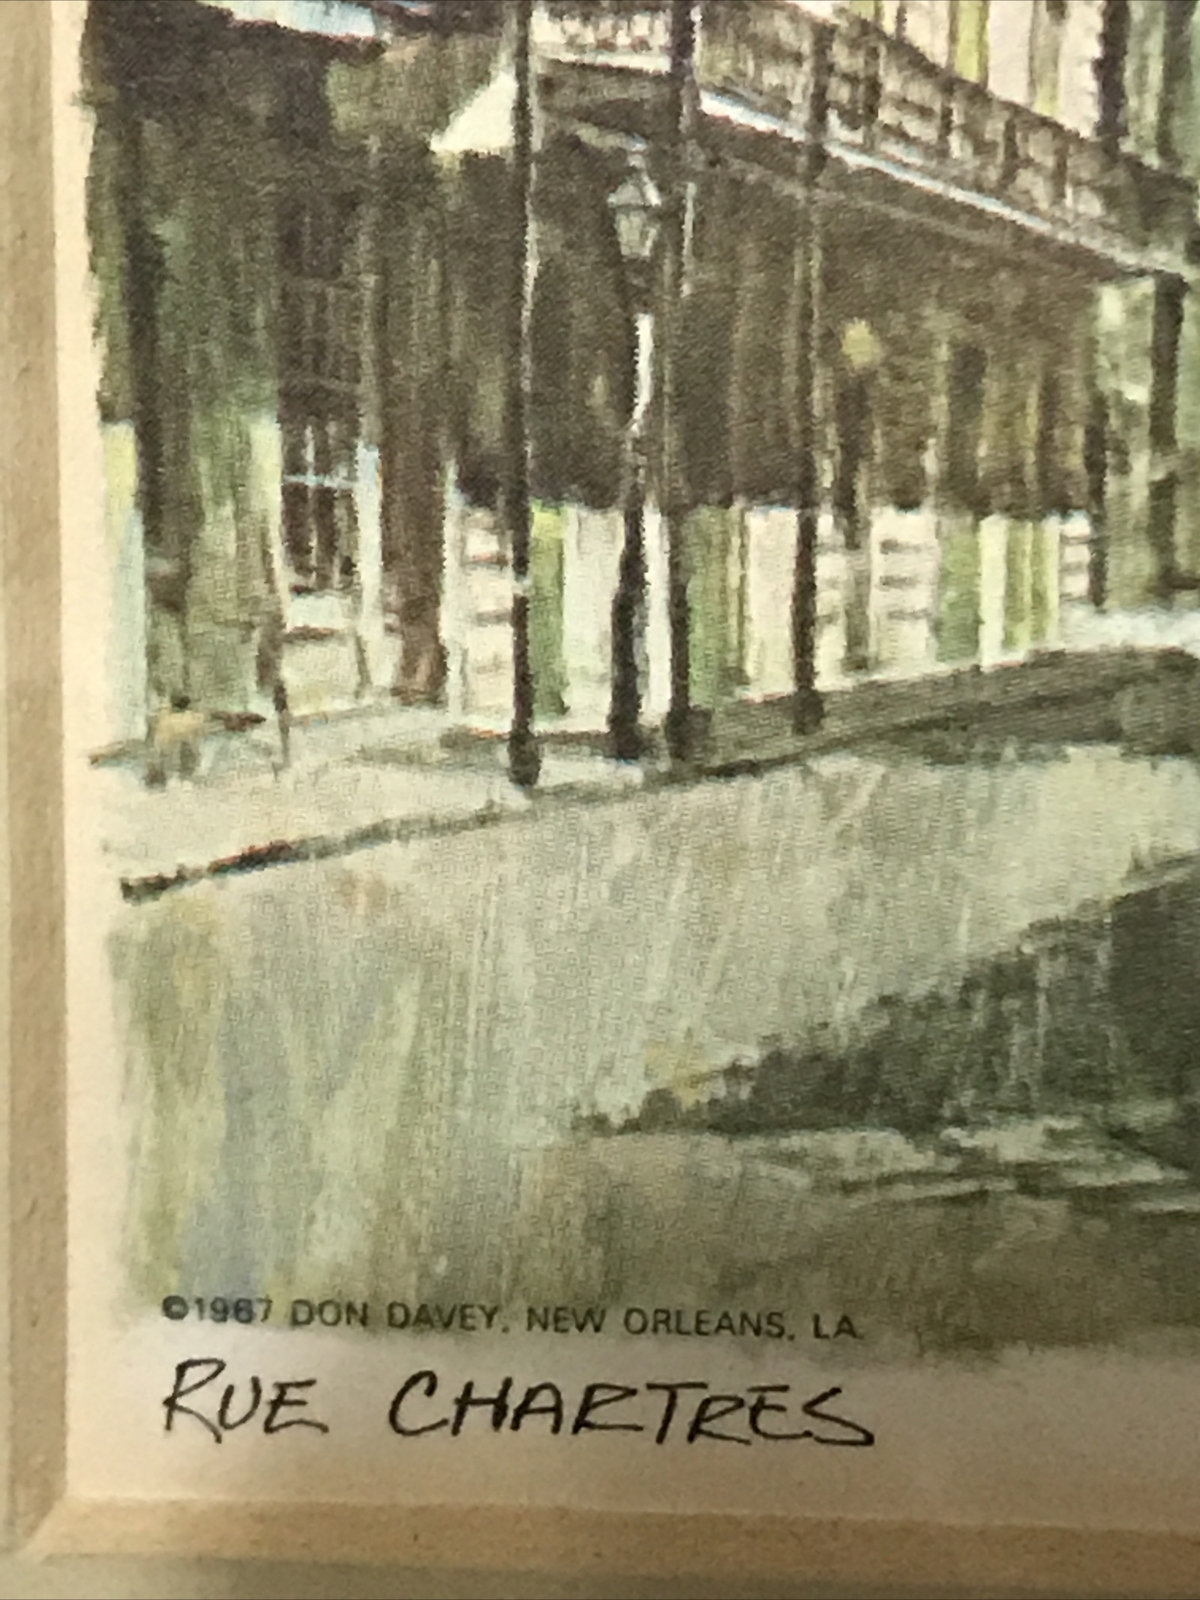 ©1967 DON DAVEY, NEW ORLEANS, LA.
RUE CHARTRES